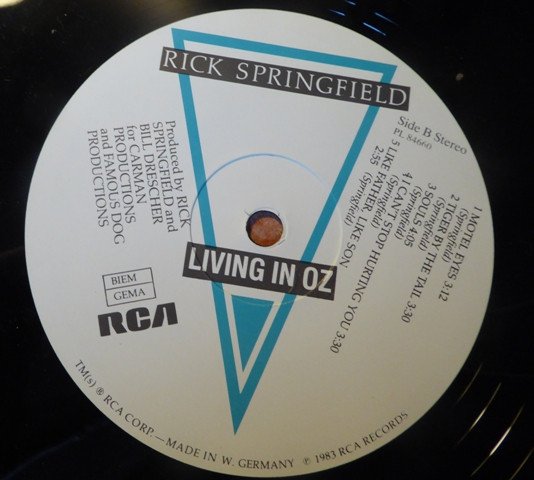 RICK SPRINGFIELD
Side B Stereo
PL 84660
1 MOTEL EYES 3:12
(Springfield)
2 TIGER BY THE TAIL 3:30
(Springfield)
3 SOULS 4:05
(Springfield)
4 I CAN'T STOP HURTING YOU 3:30
(Springfield)
5 LIKE FATHER, LIKE SON
2:55 (Springfield)
Produced by RICK
SPRINGFIELD and
BILL DRESCHER
for CARMAN
PRODUCTIONS
and FAMOUS DOG
PRODUCTIONS
LIVING IN OZ
BIEM
GEMA
RCA
TM(s) ® RCA CORP.—MADE IN W. GERMANY ℗ 1983 RCA RECORDS